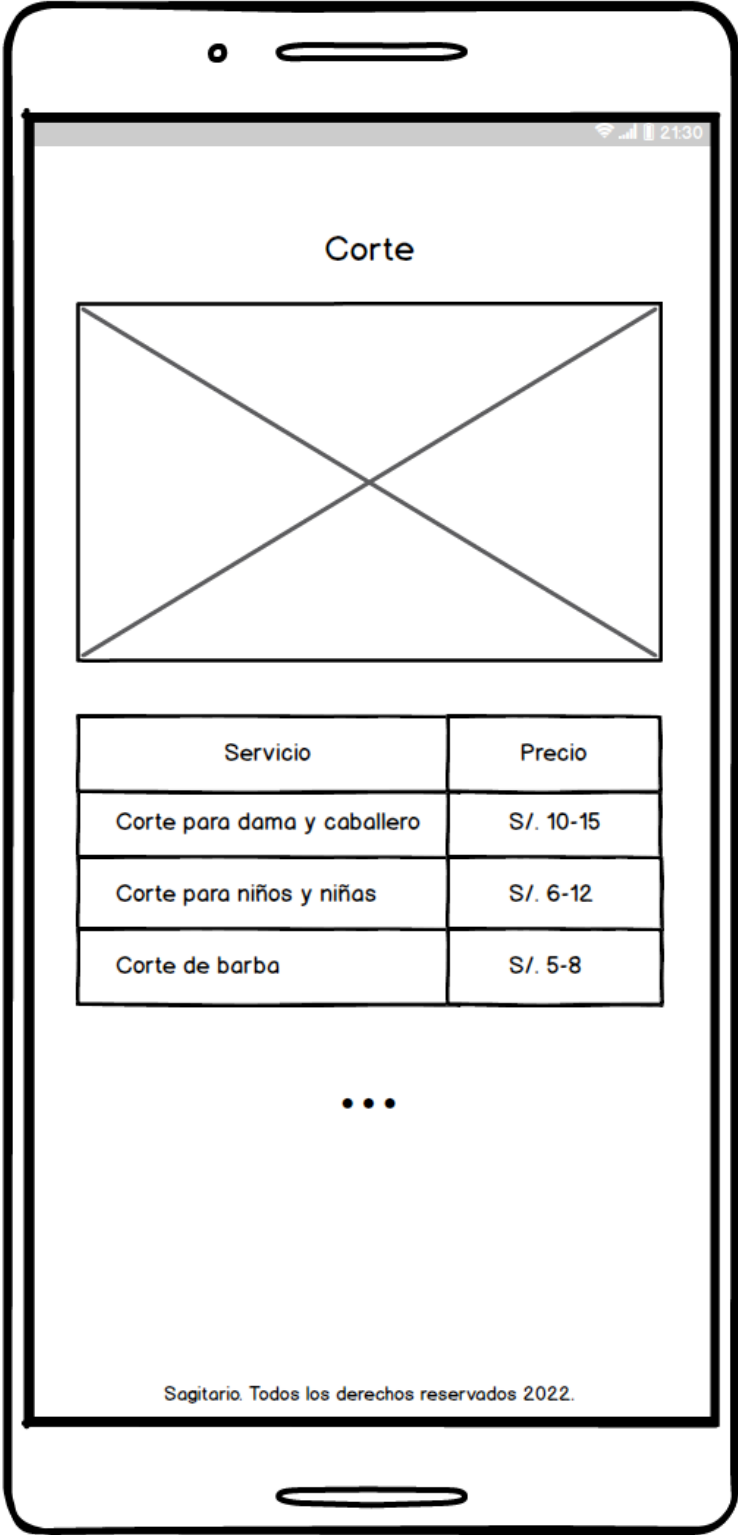 21:30
Corte
Servicio Precio
Corte para dama y caballero S/. 10-15
Corte para niños y niñas S/. 6-12
Corte de barba S/. 5-8
...
Sagitario. Todos los derechos reservados 2022.